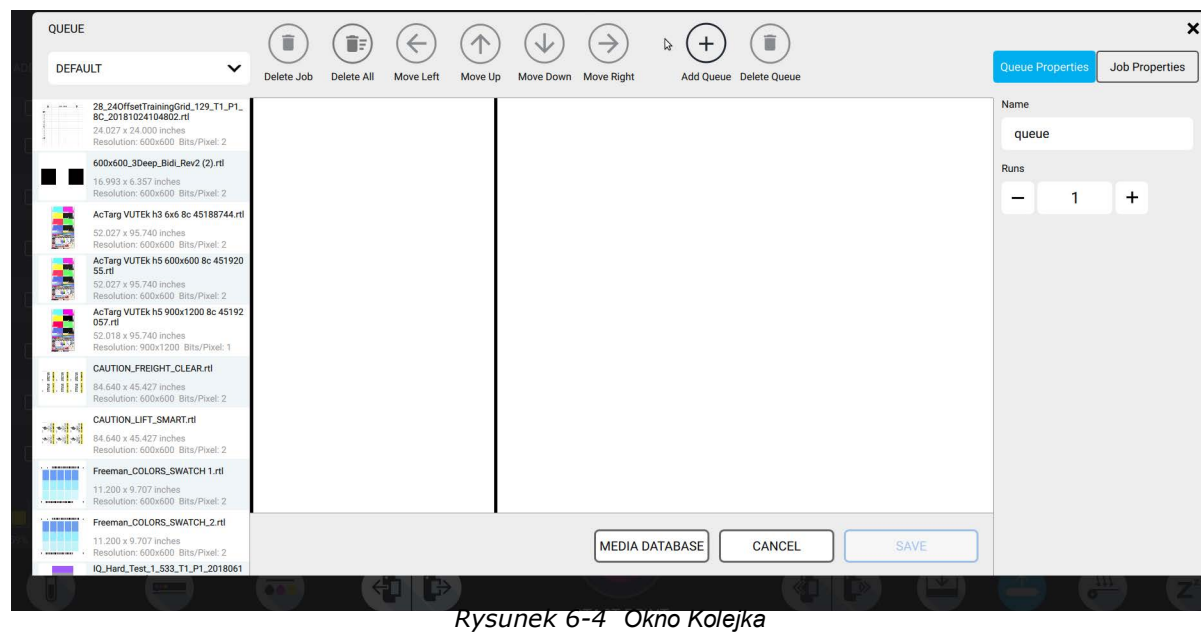 QUEUE
DEFAULT
Delete Job
Delete All
Move Left
Move Up
Move Down
Move Right
Add Queue
Delete Queue
Queue Properties
Job Properties
28_24OffsetTrainingGrid_129_T1_P1_
8C_20181024104802.rtl
24.027 x 24.000 inches
Resolution: 600x600 Bits/Pixel: 2
600x600_3Deep_Bidi_Rev2 (2).rtl
16.993 x 6.357 inches
Resolution: 600x600 Bits/Pixel: 2
AcTarg VUTEk h3 6x6 8c 45188744.rtl
52.027 x 95.740 inches
Resolution: 600x600 Bits/Pixel: 2
AcTarg VUTEk h5 600x600 8c 451920
55.rtl
52.027 x 95.740 inches
Resolution: 600x600 Bits/Pixel: 2
AcTarg VUTEk h5 900x1200 8c 45192
057.rtl
52.018 x 95.740 inches
Resolution: 900x1200 Bits/Pixel: 1
CAUTION_FREIGHT_CLEAR.rtl
84.640 x 45.427 inches
Resolution: 600x600 Bits/Pixel: 2
CAUTION_LIFT_SMART.rtl
84.640 x 45.427 inches
Resolution: 600x600 Bits/Pixel: 2
Freeman_COLORS_SWATCH 1.rtl
11.200 x 9.707 inches
Resolution: 600x600 Bits/Pixel: 2
Freeman_COLORS_SWATCH_2.rtl
11.200 x 9.707 inches
Resolution: 600x600 Bits/Pixel: 2
IQ_Hard_Test_1_533_T1_P1_2018061
Name
queue
Runs
1
MEDIA DATABASE
CANCEL
SAVE
Rysunek 6-4 Okno Kolejka